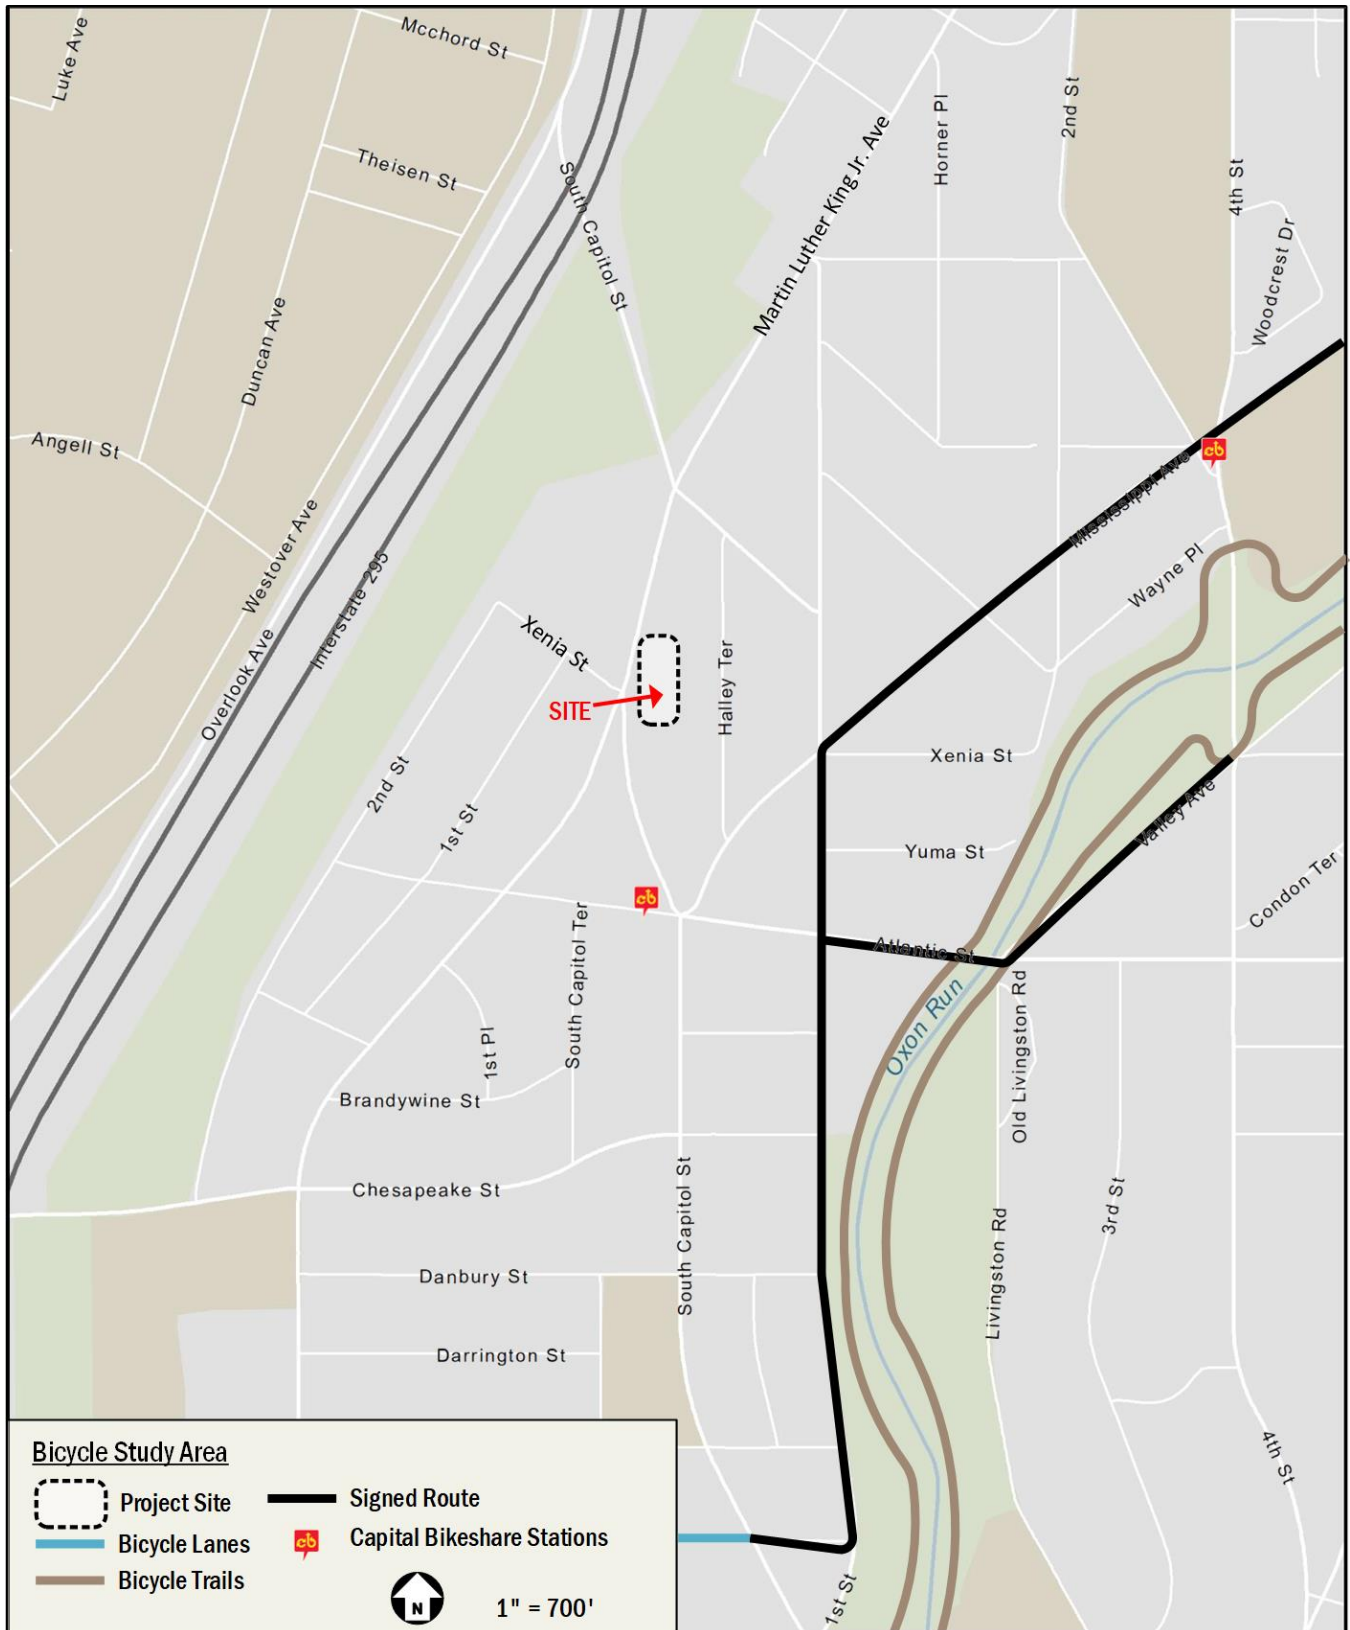 Luke Ave
Mcchord St
Theisen St
South Capitol St
Martin Luther King Jr. Ave
Horner Pl
2nd St
4th St
Woodcrest Dr
Duncan Ave
Angell St
Westover Ave
Overlook Ave
Interstate 295
Mississippi Ave
Wayne Pl
Xenia St
SITE
Halley Ter
Xenia St
2nd St
1st St
Yuma St
Valley Ave
Condon Ter
South Capitol Ter
Atlantic St
Oxon Run
Old Livingston Rd
1st Pl
Brandywine St
Chesapeake St
South Capitol St
Livingston Rd
3rd St
Danbury St
Darrington St
4th St
1st St
cb
cb
Bicycle Study Area
Project Site
Signed Route
Bicycle Lanes
cb
Capital Bikeshare Stations
Bicycle Trails
N
1" = 700'